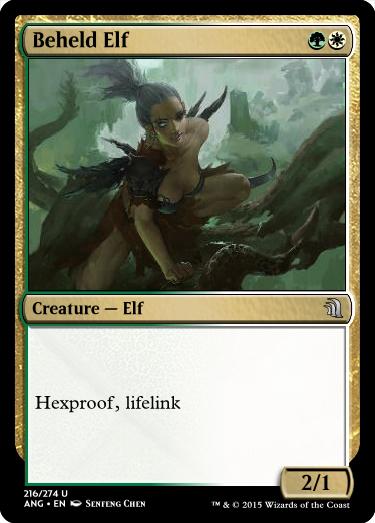 Beheld Elf
Creature — Elf
Hexproof, lifelink
2/1
216/274 U
ANG • EN Senfeng Chen
™ & © 2015 Wizards of the Coast